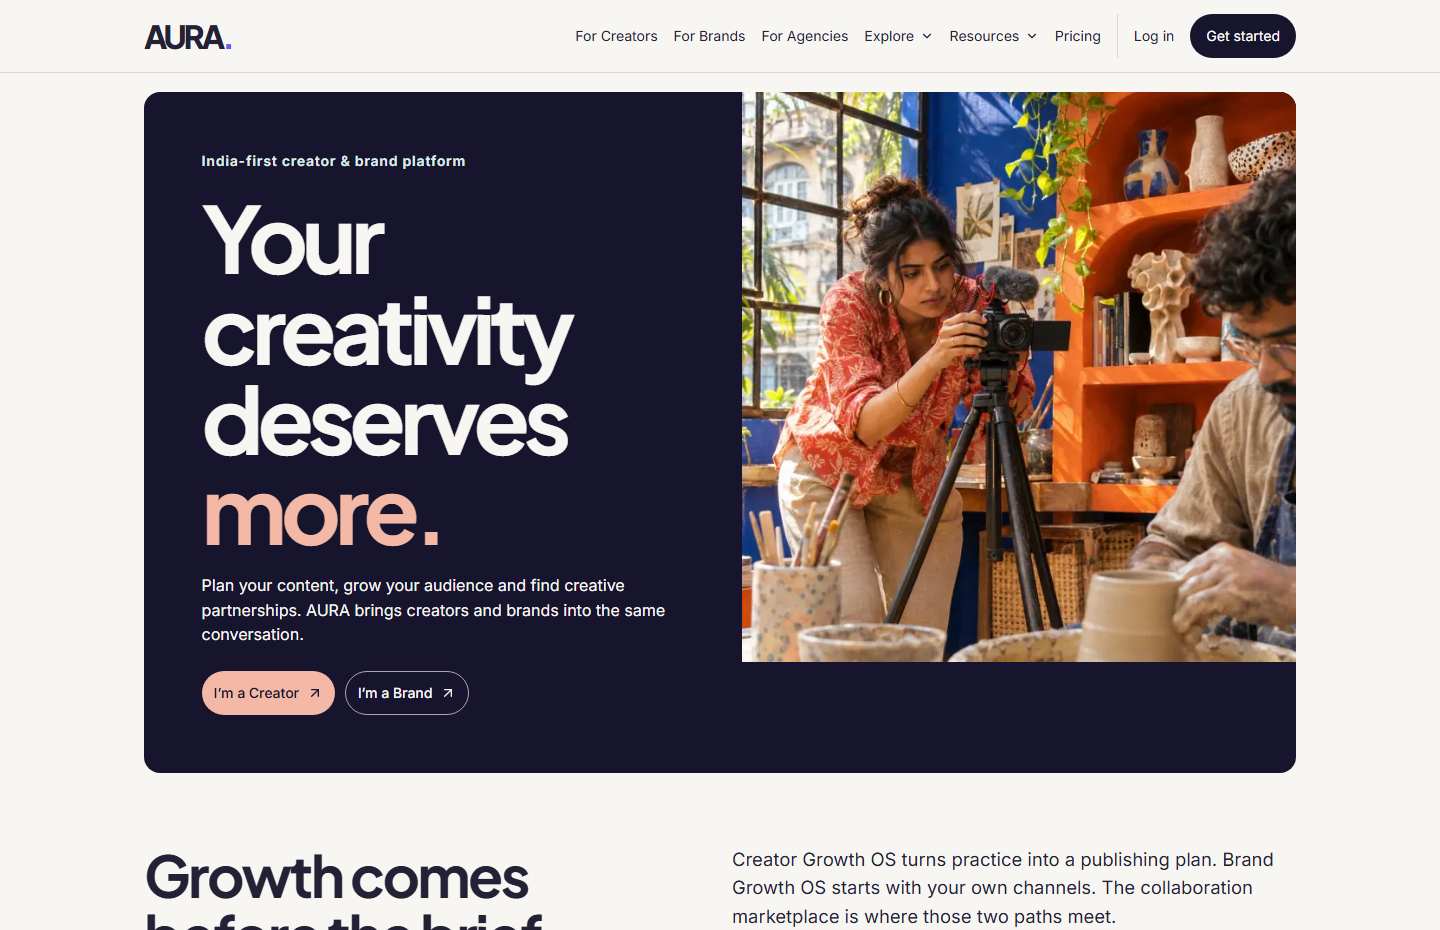 AURA.
For Creators For Brands For Agencies Explore Resources Pricing Log in Get started
India-first creator & brand platform
Your
creativity
deserves
more.
Plan your content, grow your audience and find creative
partnerships. AURA brings creators and brands into the same
conversation.
I'm a Creator I'm a Brand
Growth comes
before the brief
Creator Growth OS turns practice into a publishing plan. Brand
Growth OS starts with your own channels. The collaboration
marketplace is where those two paths meet.